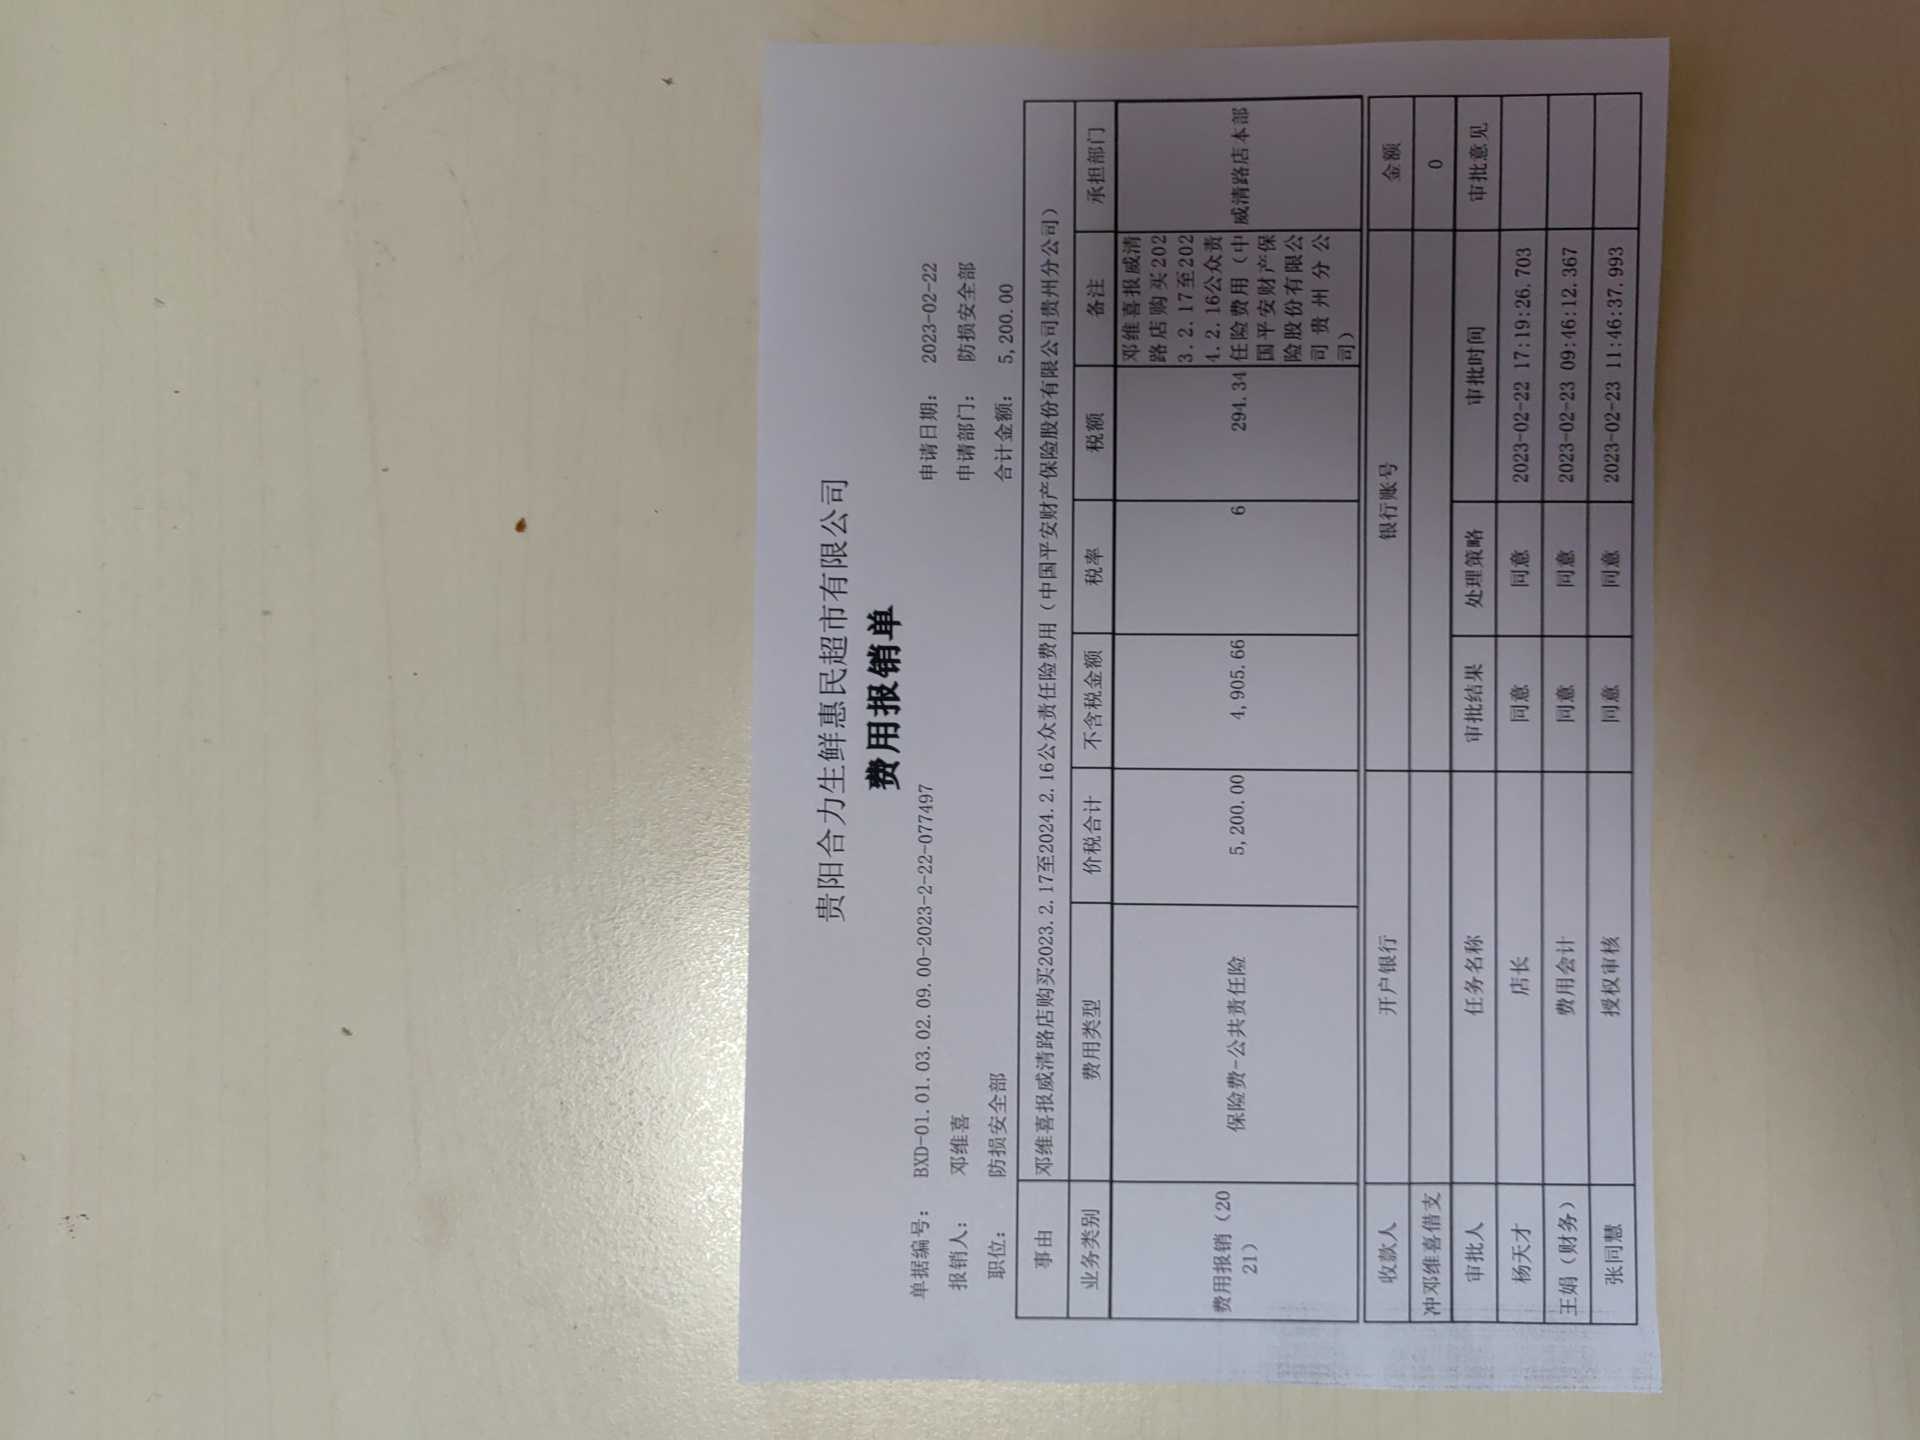 贵阳合力生鲜惠民超市有限公司
费用报销单
单据编号： BXD-01.01.03.02.09.00-2023-2-22-077497 申请日期： 2023-02-22
报销人： 邓维喜 申请部门： 防损安全部
职位： 防损安全部 合计金额： 5,200.00
事由 邓维喜报威清路店购买2023.2.17至2024.2.16公众责任险费用（中国平安财产保险股份有限公司贵州分公司）
业务类别 费用类型 价税合计 不含税金额 税率 税额 备注 承担部门
费用报销（20
21） 保险费-公共责任险 5,200.00 4,905.66 6 294.34 邓维喜报威清
路店购买202
3.2.17至202
4.2.16公众责
任险费用（中
国平安财产保
险股份有限公
司贵州分公
司） 威清路店本部
收款人 开户银行 银行账号 金额
冲邓维喜借支 0
审批人 任务名称 审批结果 处理策略 审批时间 审批意见
杨天才 店长 同意 同意 2023-02-22 17:19:26.703
王娟（财务） 费用会计 同意 同意 2023-02-23 09:46:12.367
张同慧 授权审核 同意 同意 2023-02-23 11:46:37.993